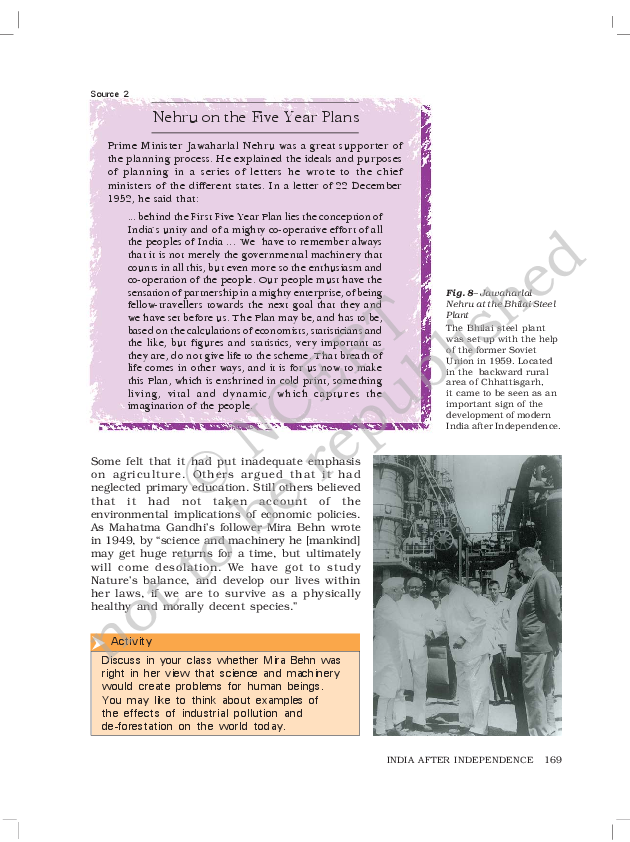 Source 2
Nehru on the Five Year Plans
Prime Minister Jawaharlal Nehru was a great supporter of
the planning process. He explained the ideals and purposes
of planning in a series of letters he wrote to the chief
ministers of the different states. In a letter of 22 December
1952, he said that:
... behind the First Five Year Plan lies the conception of
India's unity and of a mighty co-operative effort of all
the peoples of India ... We have to remember always
that it is not merely the governmental machinery that
counts in all this, but even more so the enthusiasm and
co-operation of the people. Our people must have the
sensation of partnership in a mighty enterprise, of being
fellow-travellers towards the next goal that they and
we have set before us. The Plan may be, and has to be,
based on the calculations of economists, statisticians and
the like, but figures and statistics, very important as
they are, do not give life to the scheme. That breath of
life comes in other ways, and it is for us now to make
this Plan, which is enshrined in cold print, something
living, vital and dynamic, which captures the
imagination of the people.
Fig. 8– Jawaharlal
Nehru at the Bhilai Steel
Plant
The Bhilai steel plant
was set up with the help
of the former Soviet
Union in 1959. Located
in the backward rural
area of Chhattisgarh,
it came to be seen as an
important sign of the
development of modern
India after Independence.
Some felt that it had put inadequate emphasis
on agriculture. Others argued that it had
neglected primary education. Still others believed
that it had not taken account of the
environmental implications of economic policies.
As Mahatma Gandhi's follower Mira Behn wrote
in 1949, by "science and machinery he [mankind]
may get huge returns for a time, but ultimately
will come desolation. We have got to study
Nature's balance, and develop our lives within
her laws, if we are to survive as a physically
healthy and morally decent species."
Activity
Discuss in your class whether Mira Behn was
right in her view that science and machinery
would create problems for human beings.
You may like to think about examples of
the effects of industrial pollution and
de-forestation on the world today.
INDIA AFTER INDEPENDENCE 169
© NCERT
not to be republished